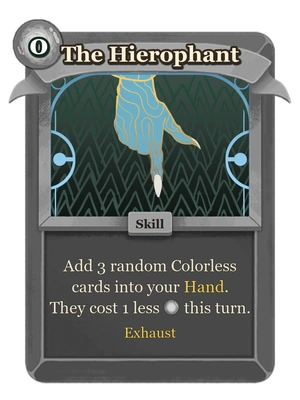 0
The Hierophant
Skill
Add 3 random Colorless
cards into your Hand.
They cost 1 less this turn.
Exhaust